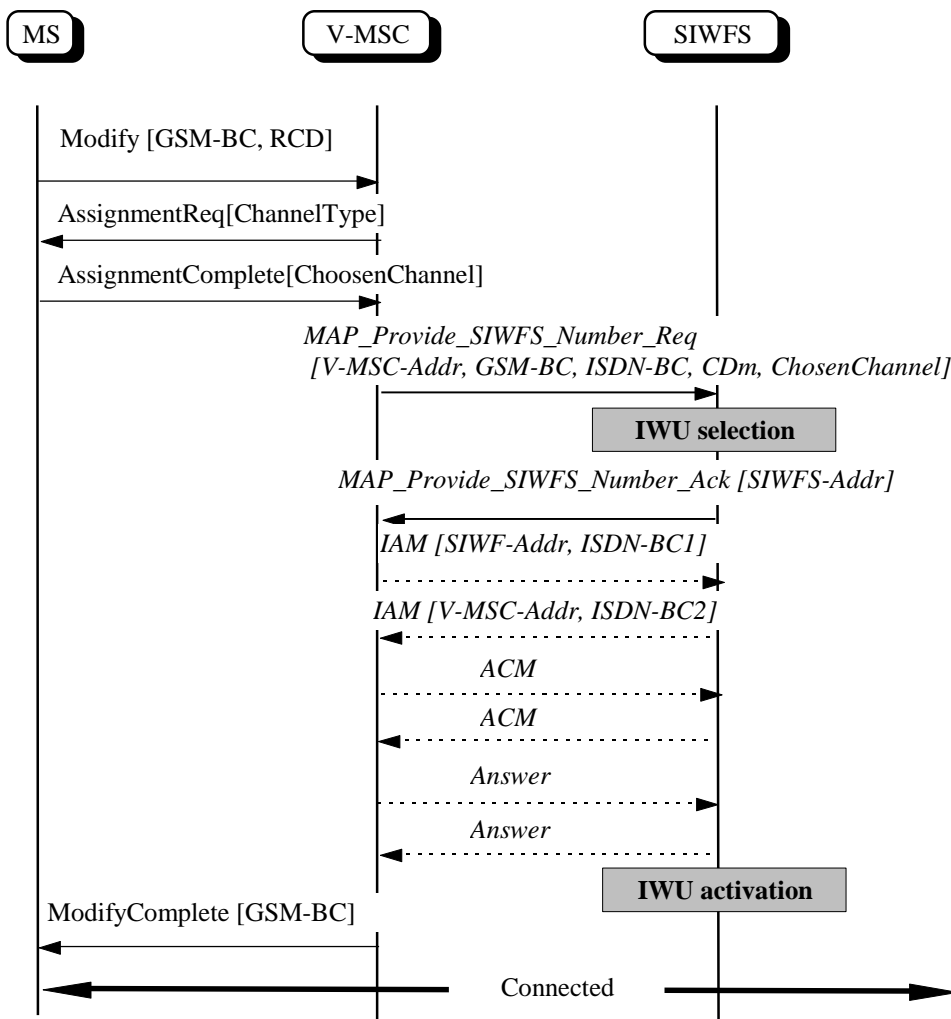 MS
V-MSC
SIWFS
Modify [GSM-BC, RCD]
AssignmentReq[ChannelType]
AssignmentComplete[ChoosenChannel]
MAP_Provide_SIWFS_Number_Req
[V-MSC-Addr, GSM-BC, ISDN-BC, CDm, ChosenChannel]
IWU selection
MAP_Provide_SIWFS_Number_Ack [SIWFS-Addr]
IAM [SIWF-Addr, ISDN-BC1]
IAM [V-MSC-Addr, ISDN-BC2]
ACM
ACM
Answer
Answer
IWU activation
ModifyComplete [GSM-BC]
Connected